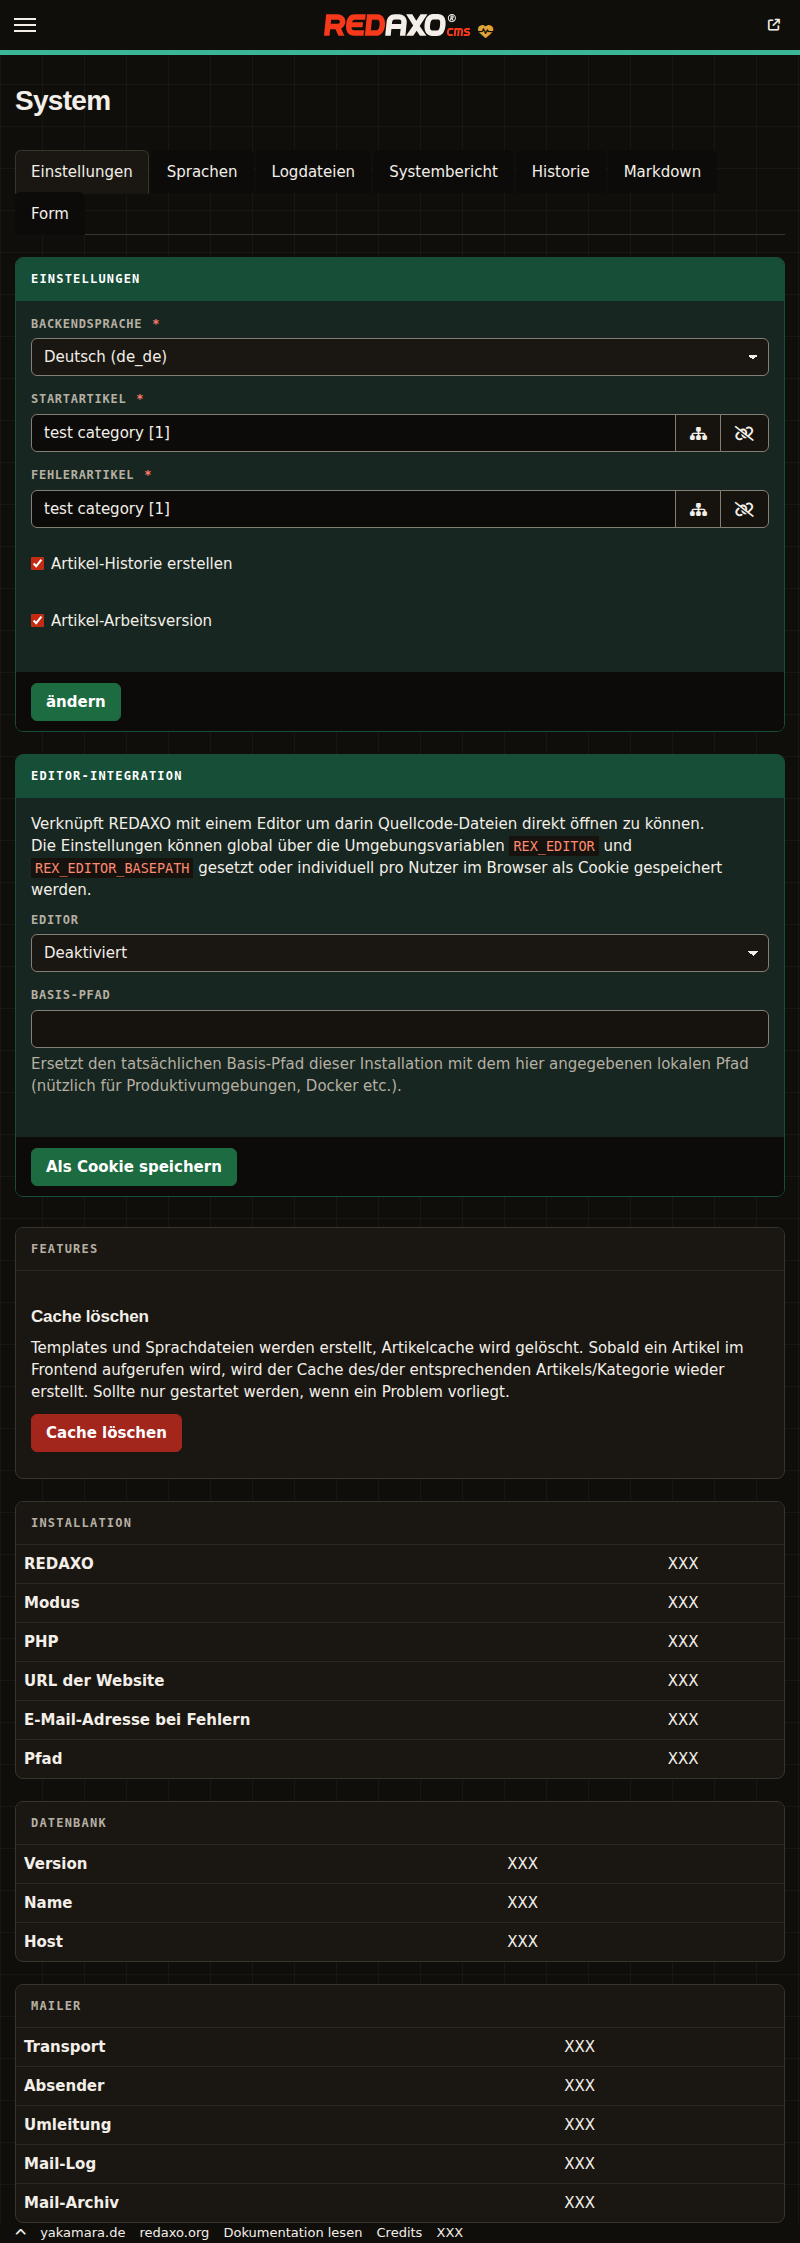 REDAXO® cms
System
Einstellungen Sprachen Logdateien Systembericht Historie Markdown
Form
EINSTELLUNGEN
BACKENDSPRACHE *
Deutsch (de_de)
STARTARTIKEL *
test category [1]
FEHLERARTIKEL *
test category [1]
Artikel-Historie erstellen
Artikel-Arbeitsversion
ändern
EDITOR-INTEGRATION
Verknüpft REDAXO mit einem Editor um darin Quellcode-Dateien direkt öffnen zu können.
Die Einstellungen können global über die Umgebungsvariablen REX_EDITOR und
REX_EDITOR_BASEPATH gesetzt oder individuell pro Nutzer im Browser als Cookie gespeichert
werden.
EDITOR
Deaktiviert
BASIS-PFAD
Ersetzt den tatsächlichen Basis-Pfad dieser Installation mit dem hier angegebenen lokalen Pfad
(nützlich für Produktivumgebungen, Docker etc.).
Als Cookie speichern
FEATURES
Cache löschen
Templates und Sprachdateien werden erstellt, Artikelcache wird gelöscht. Sobald ein Artikel im
Frontend aufgerufen wird, wird der Cache des/der entsprechenden Artikels/Kategorie wieder
erstellt. Sollte nur gestartet werden, wenn ein Problem vorliegt.
Cache löschen
INSTALLATION
REDAXO XXX
Modus XXX
PHP XXX
URL der Website XXX
E-Mail-Adresse bei Fehlern XXX
Pfad XXX
DATENBANK
Version XXX
Name XXX
Host XXX
MAILER
Transport XXX
Absender XXX
Umleitung XXX
Mail-Log XXX
Mail-Archiv XXX
yakamara.de redaxo.org Dokumentation lesen Credits XXX